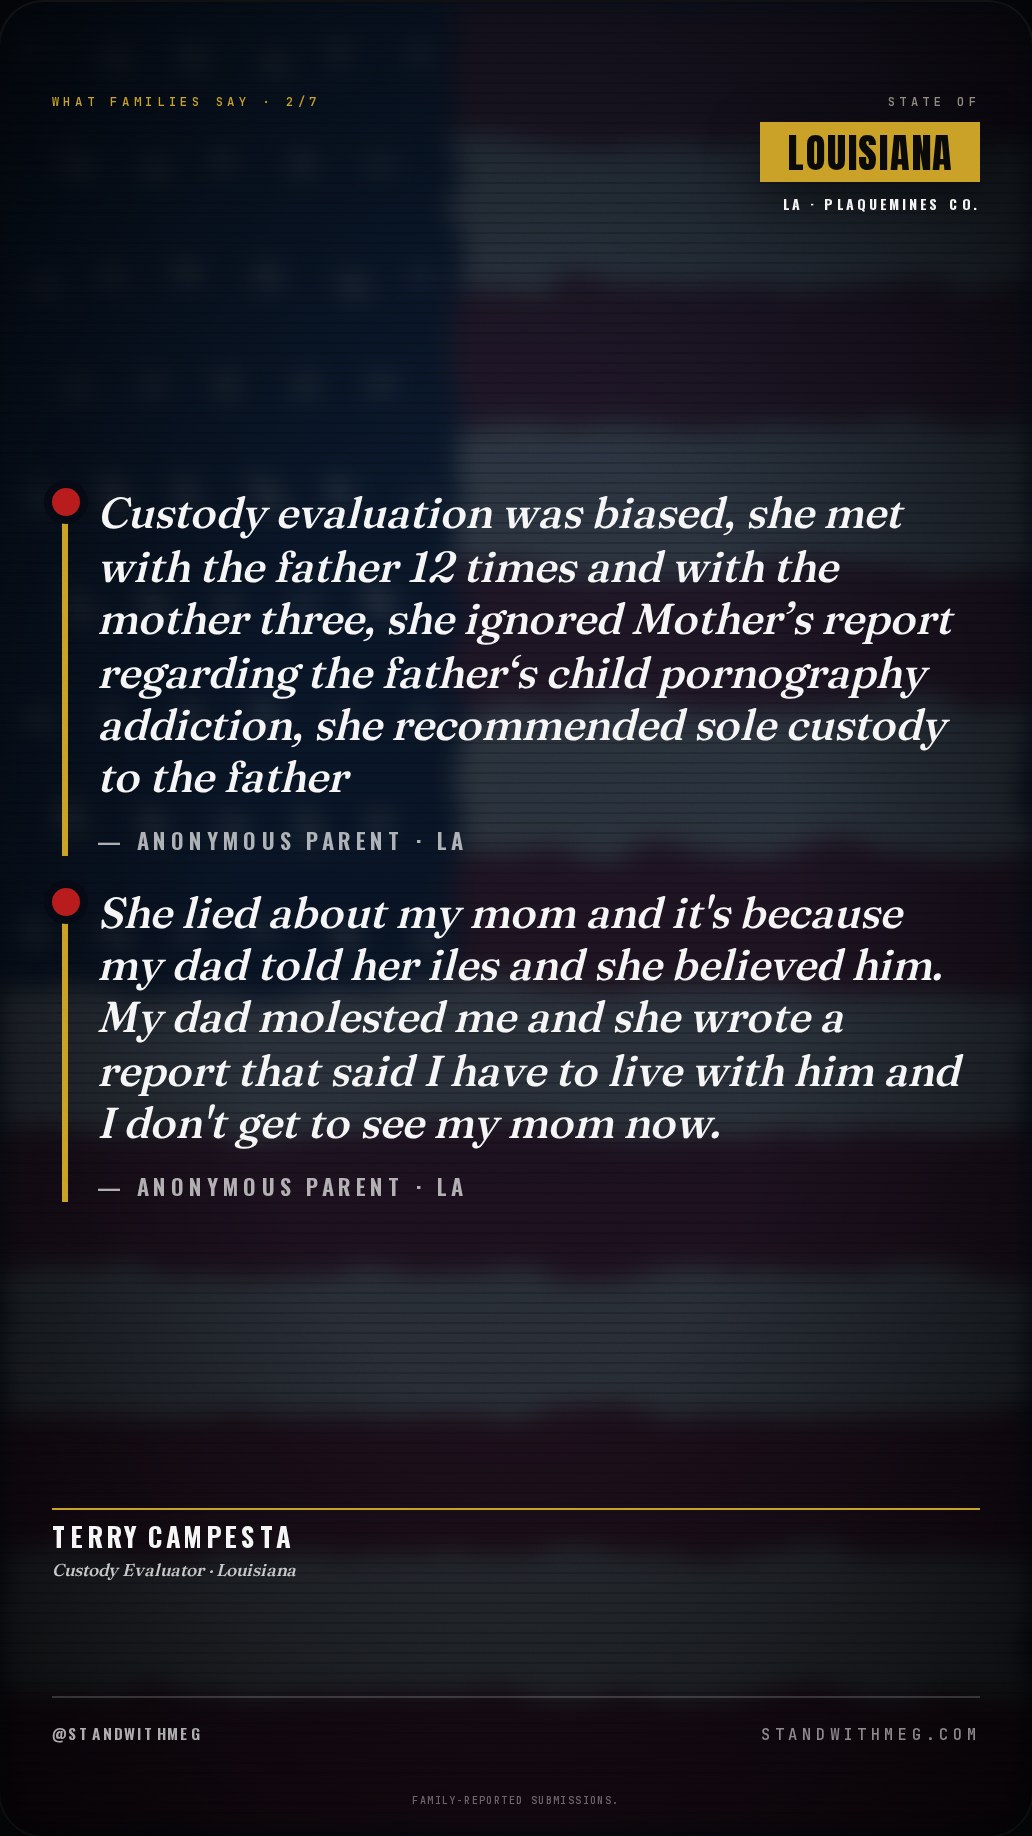 WHAT FAMILIES SAY · 2/7
STATE OF
LOUISIANA
LA · PLAQUEMINES CO.
Custody evaluation was biased, she met
with the father 12 times and with the
mother three, she ignored Mother’s report
regarding the father‘s child pornography
addiction, she recommended sole custody
to the father
— ANONYMOUS PARENT · LA
She lied about my mom and it's because
my dad told her iles and she believed him.
My dad molested me and she wrote a
report that said I have to live with him and
I don't get to see my mom now.
— ANONYMOUS PARENT · LA
TERRY CAMPESTA
Custody Evaluator · Louisiana
@STANDWITHMEG
STANDWITHMEG.COM
FAMILY-REPORTED SUBMISSIONS.